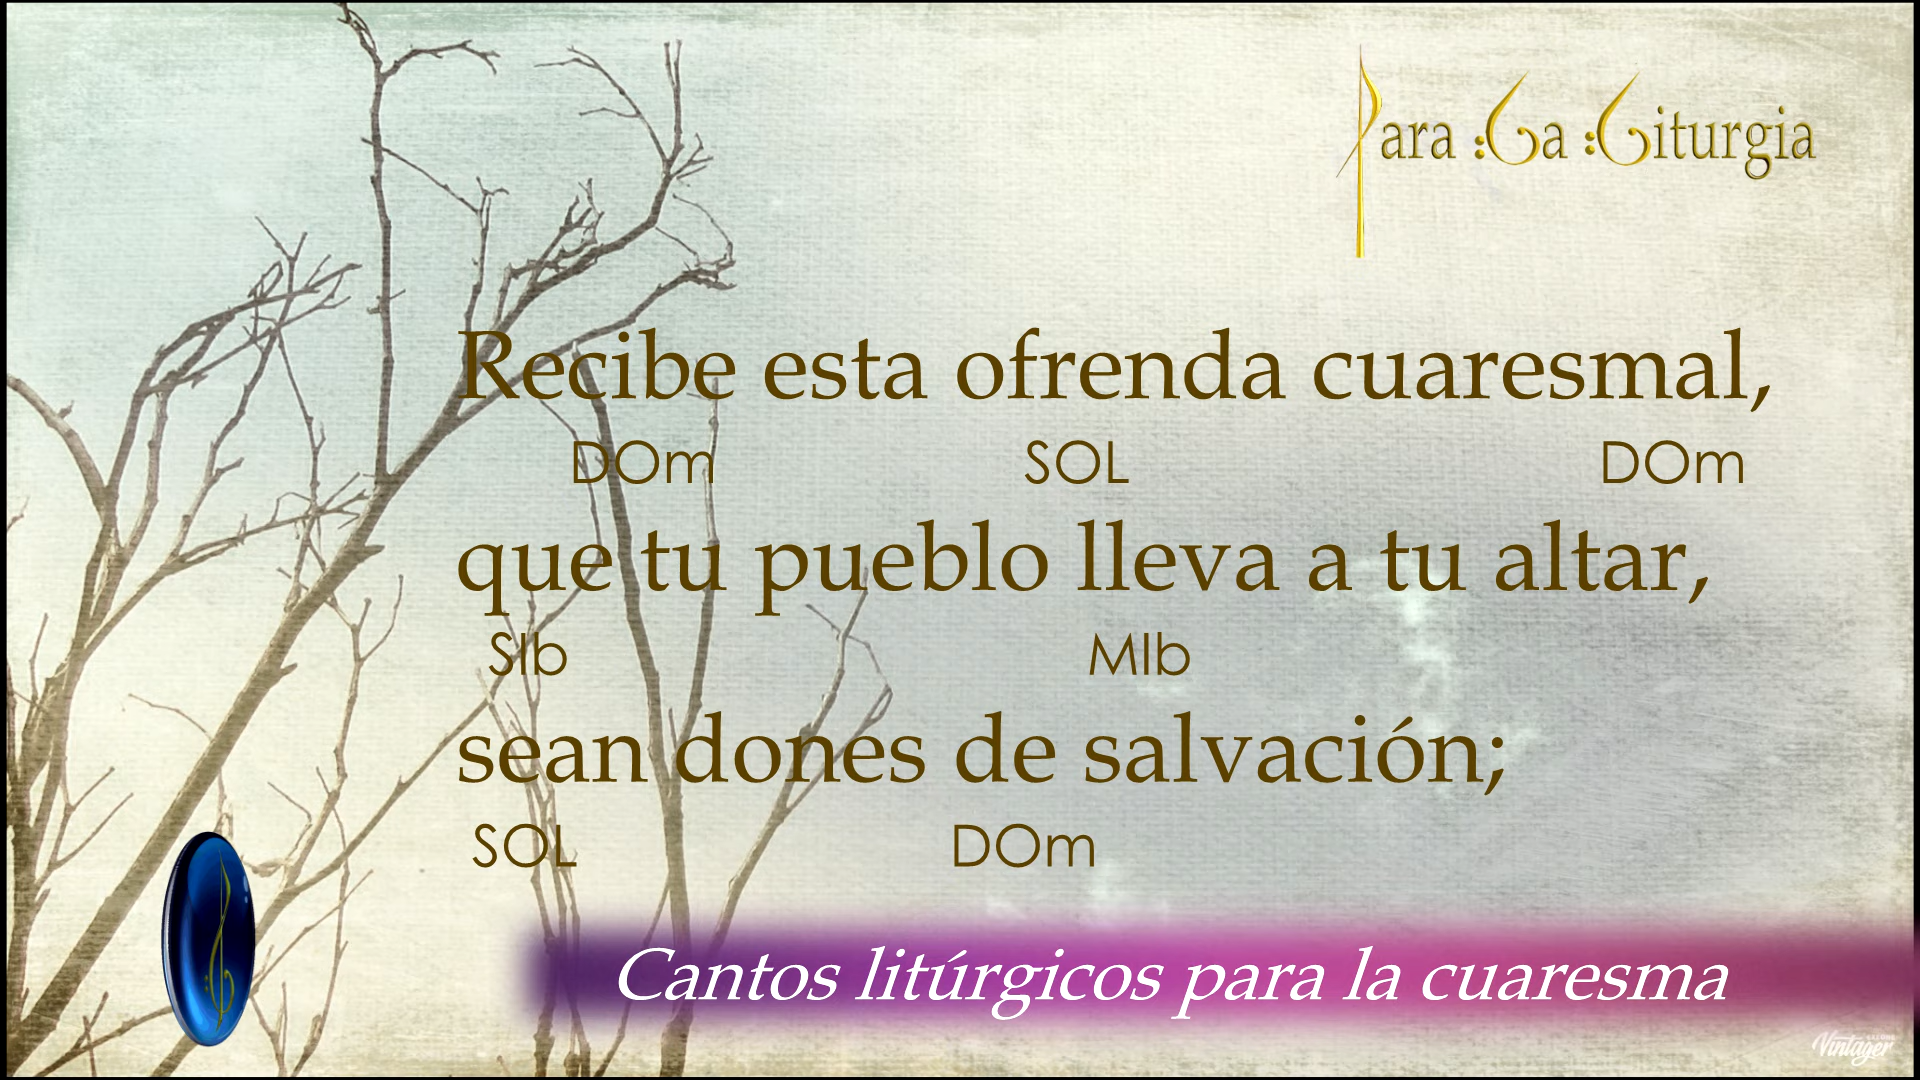 Para La Liturgia
Recibe esta ofrenda cuaresmal,
DOm SOL DOm
que tu pueblo lleva a tu altar,
SIb MIb
sean dones de salvación;
SOL DOm
Cantos litúrgicos para la cuaresma
Vintager